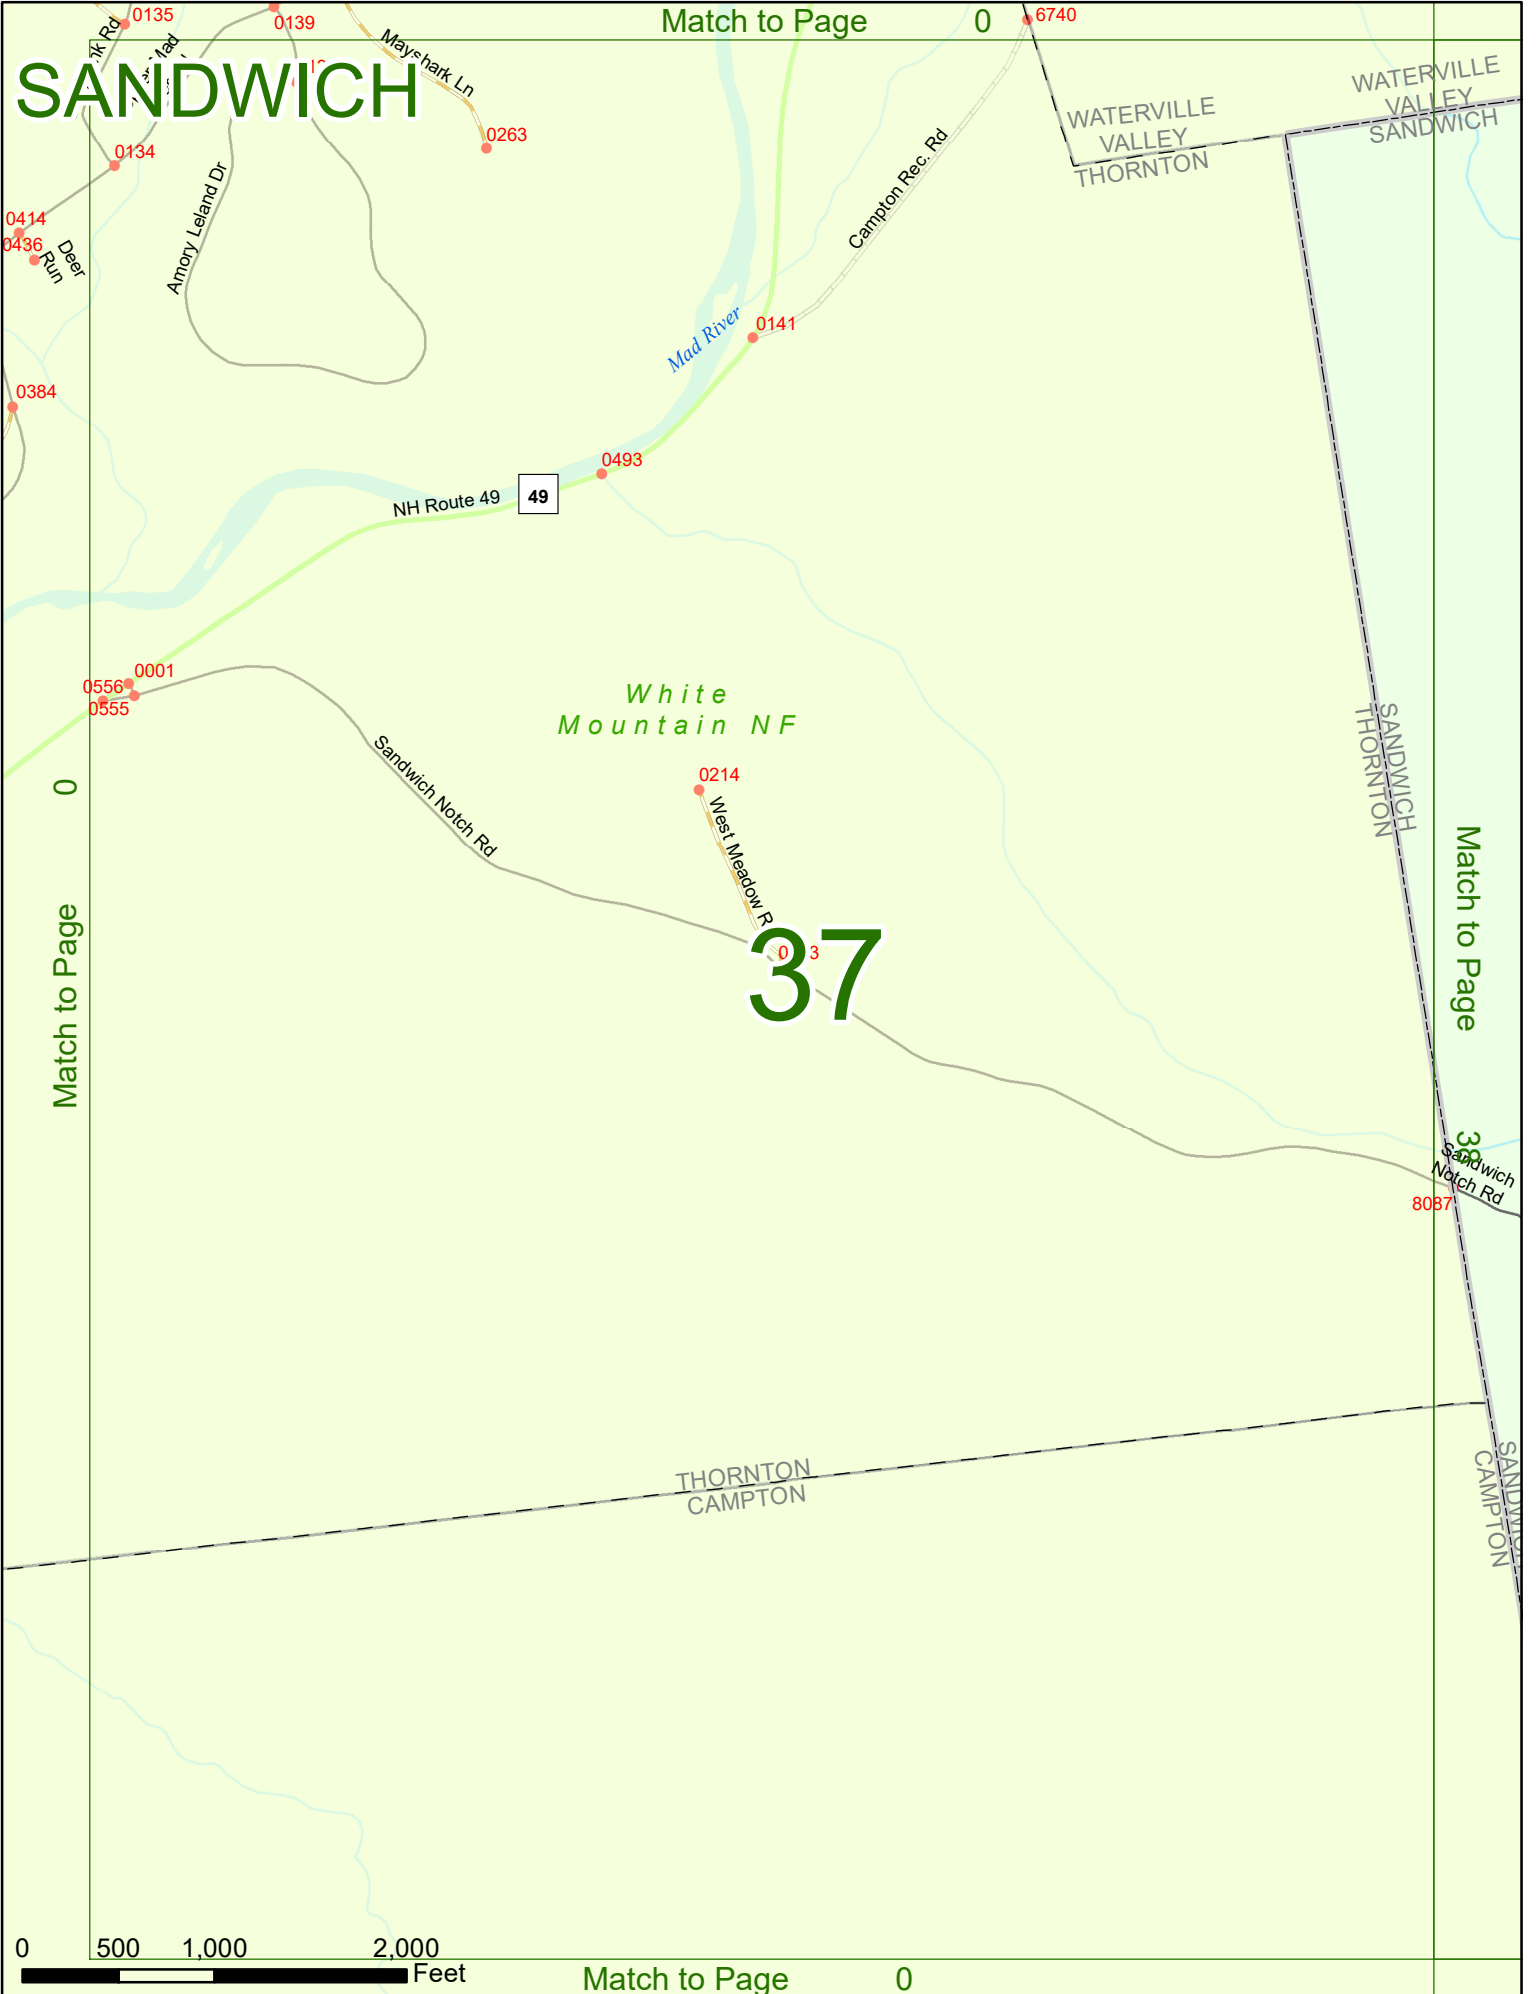 Match to Page 0
SANDWICH
0135
0139
6740
Mayshark Ln
0263
0134
0414
0436
Deer
Run
Amory Leland Dr
Campton Rec. Rd
WATERVILLE
VALLEY
THORNTON
WATERVILLE
VALLEY
SANDWICH
Mad River
0141
0384
0493
NH Route 49
49
0001
0556
0555
White
Mountain NF
SANDWICH
THORNTON
Sandwich Notch Rd
0214
West Meadow R
37
Match to Page 0
Match to Page 38
Sandwich
Notch Rd
8087
THORNTON
CAMPTON
CAMPTON
0 500 1,000 2,000
Feet
Match to Page 0